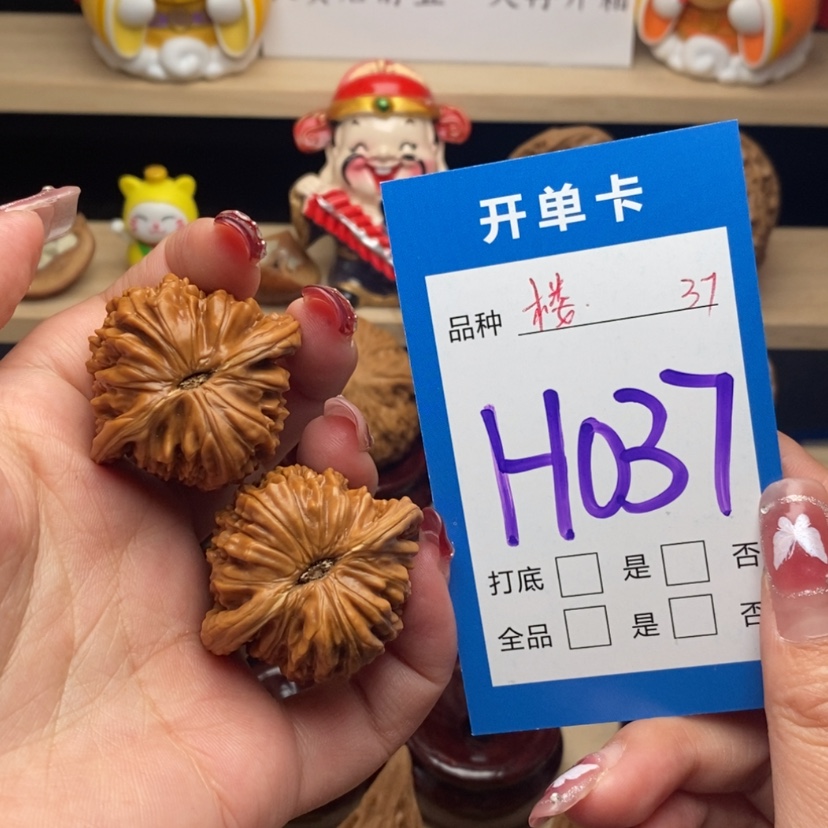 开单卡
品种 楼 37
H037
打底 □ 是 □ 否
全品 □ 是 □ 否